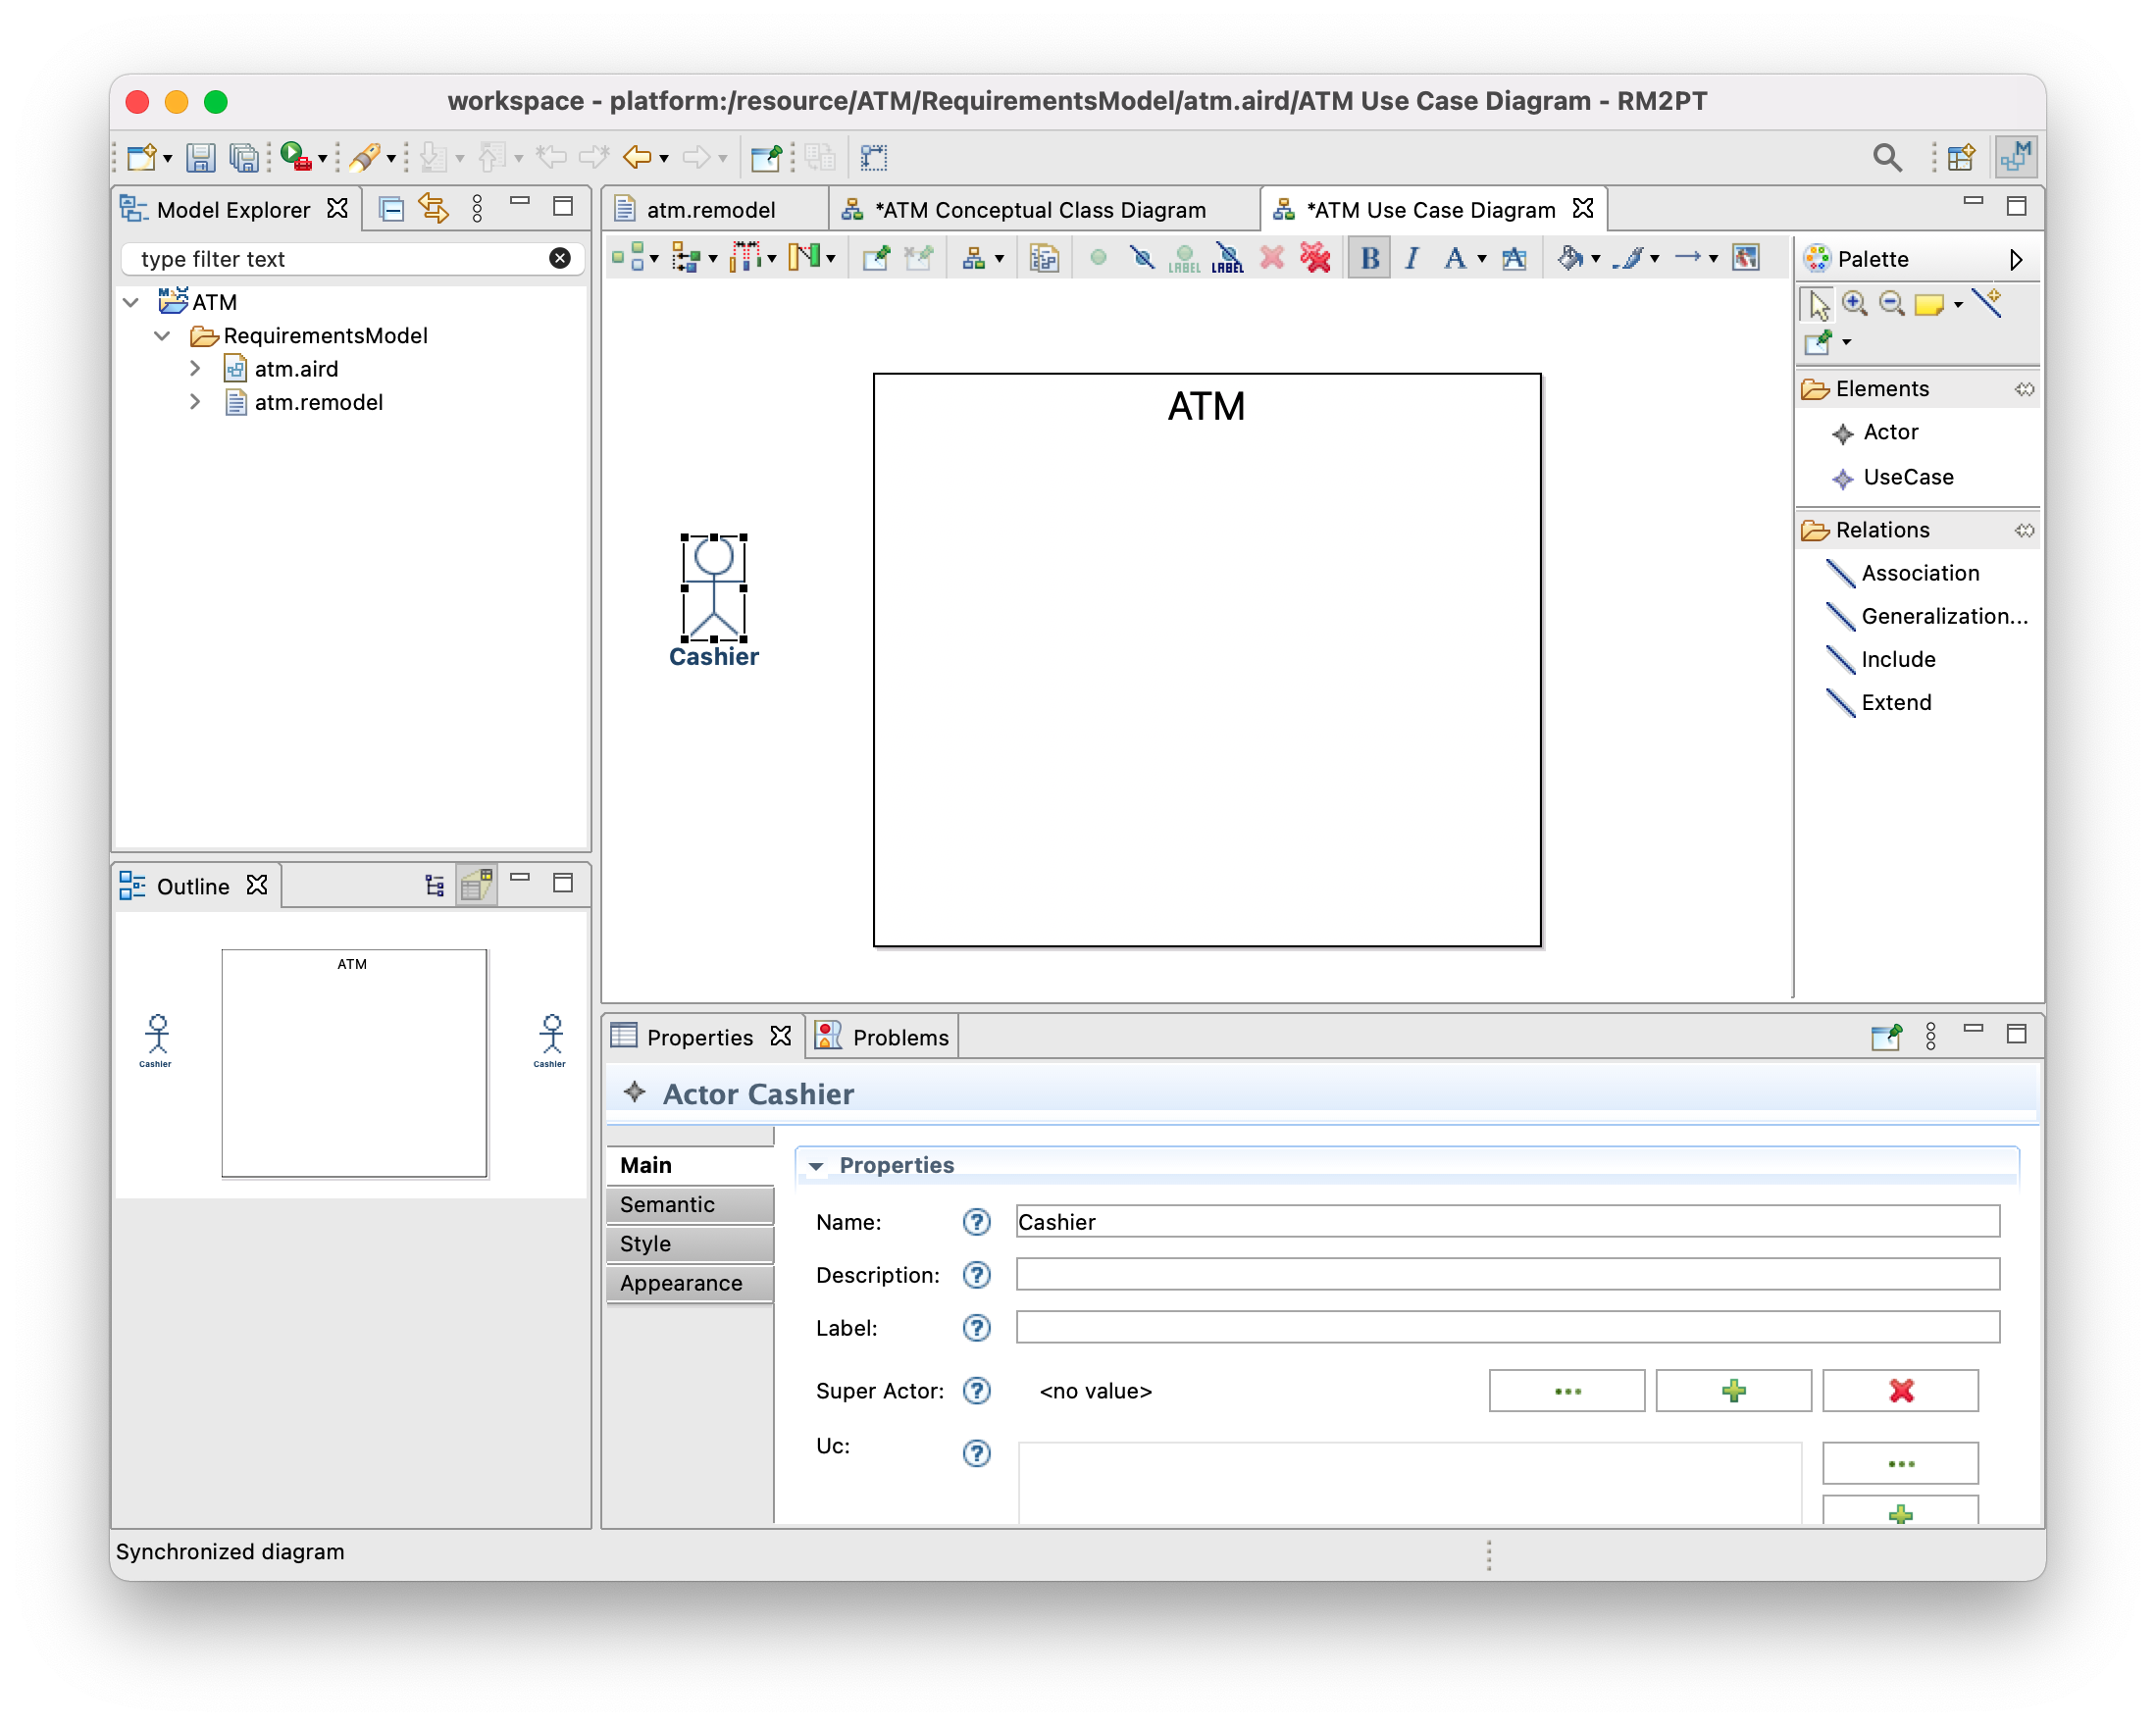 workspace - platform:/resource/ATM/RequirementsModel/atm.aird/ATM Use Case Diagram - RM2PT
M
Model Explorer
type filter text
ATM
RequirementsModel
atm.aird
atm.remodel
atm.remodel
*ATM Conceptual Class Diagram
*ATM Use Case Diagram
LABEL
LABEL
B
I
A
A
ATM
Cashier
Palette
Elements
Actor
UseCase
Relations
Association
Generalization...
Include
Extend
Outline
ATM
Cashier
Cashier
Properties
Problems
Actor Cashier
Main
Semantic
Style
Appearance
Properties
Name:
?
Cashier
Description:
?
Label:
?
Super Actor:
?
<no value>
...
Uc:
?
...
Synchronized diagram